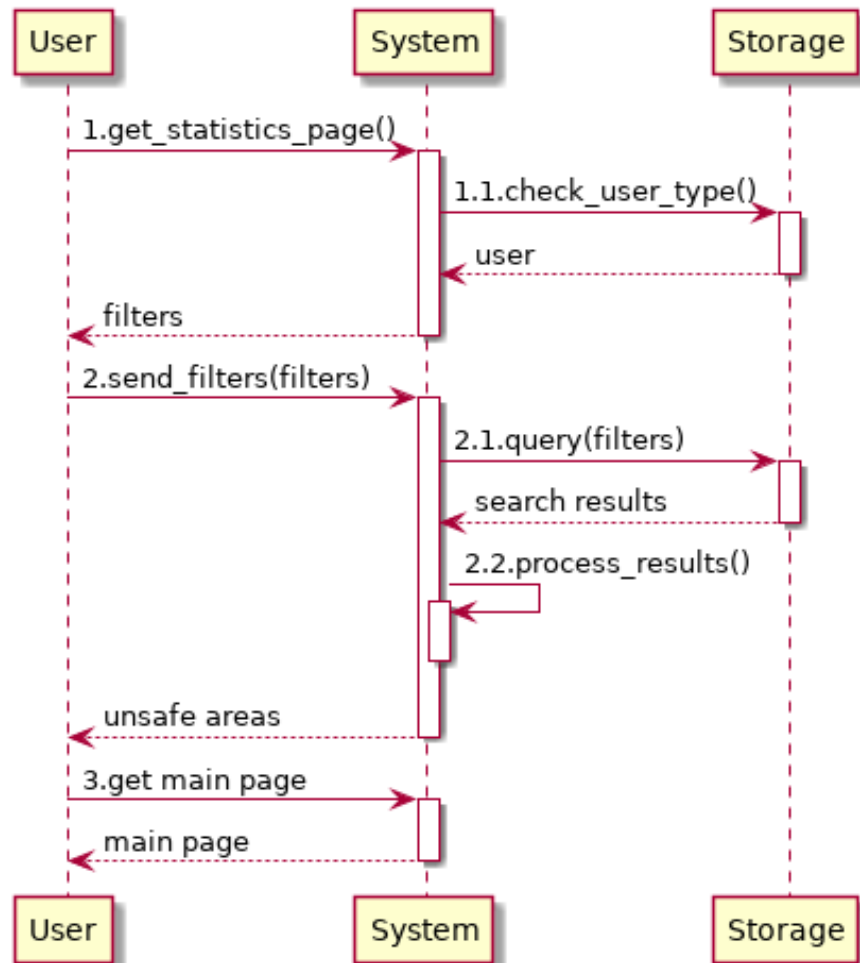 User System Storage
1.get_statistics_page()
1.1.check_user_type()
user
filters
2.send_filters(filters)
2.1.query(filters)
search results
2.2.process_results()
unsafe areas
3.get main page
main page
User System Storage